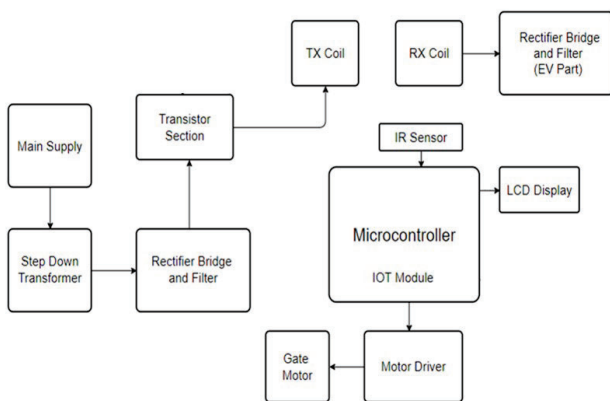 TX Coil
RX Coil
Rectifier Bridge
and Filter
(EV Part)
Transistor
Section
Main Supply
IR Sensor
LCD Display
Microcontroller
IOT Module
Step Down
Transformer
Rectifier Bridge
and Filter
Gate
Motor
Motor Driver